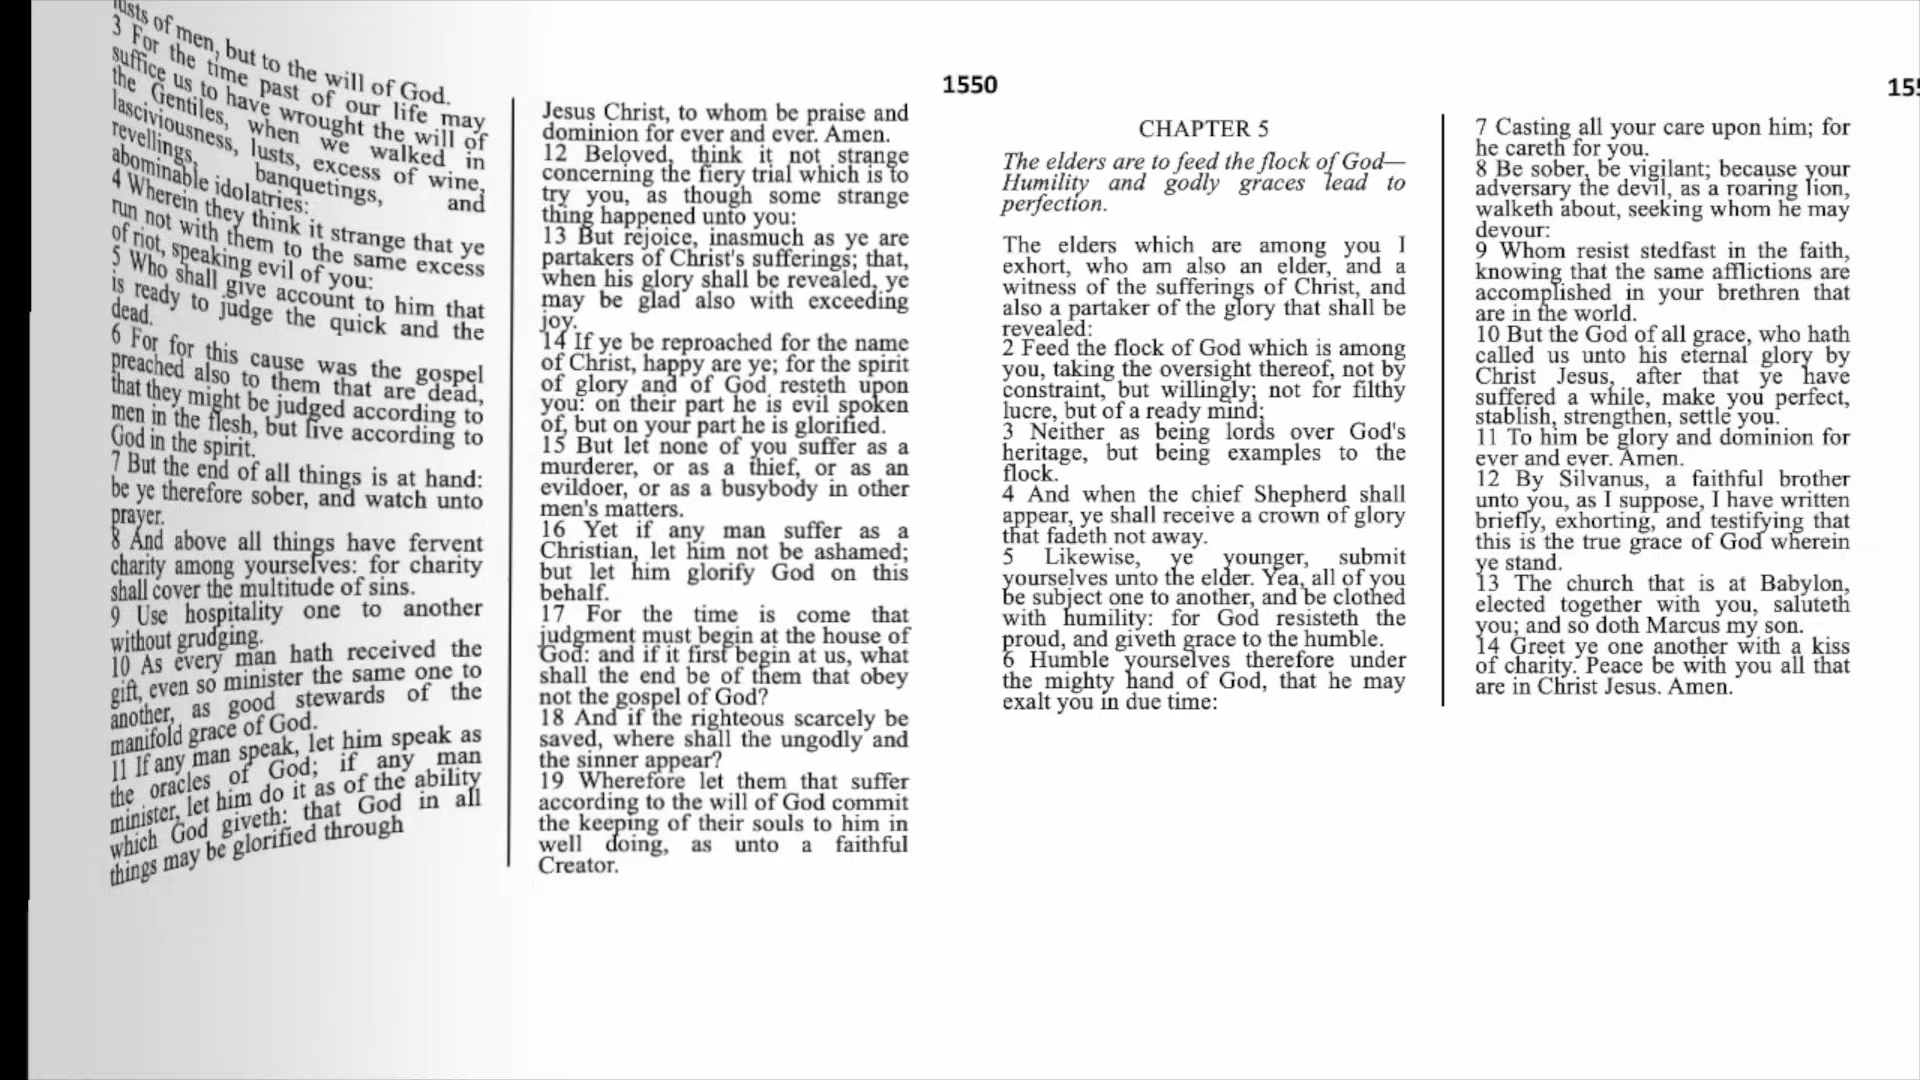 lusts of men, but to the will of God.
3 For the time past of our life may
suffice us to have wrought the will of
the Gentiles, when we walked in
lasciviousness, lusts, excess of wine,
revellings, banquetings, and
abominable idolatries:
4 Wherein they think it strange that ye
run not with them to the same excess
of riot, speaking evil of you:
5 Who shall give account to him that
is ready to judge the quick and the
dead.
6 For for this cause was the gospel
preached also to them that are dead,
that they might be judged according to
men in the flesh, but live according to
God in the spirit.
7 But the end of all things is at hand:
be ye therefore sober, and watch unto
prayer.
8 And above all things have fervent
charity among yourselves: for charity
shall cover the multitude of sins.
9 Use hospitality one to another
without grudging.
10 As every man hath received the
gift, even so minister the same one to
another, as good stewards of the
manifold grace of God.
11 If any man speak, let him speak as
the oracles of God; if any man
minister, let him do it as of the ability
which God giveth: that God in all
things may be glorified through
Jesus Christ, to whom be praise and
dominion for ever and ever. Amen.
12 Beloved, think it not strange
concerning the fiery trial which is to
try you, as though some strange
thing happened unto you:
13 But rejoice, inasmuch as ye are
partakers of Christ's sufferings; that,
when his glory shall be revealed, ye
may be glad also with exceeding
joy.
14 If ye be reproached for the name
of Christ, happy are ye; for the spirit
of glory and of God resteth upon
you: on their part he is evil spoken
of, but on your part he is glorified.
15 But let none of you suffer as a
murderer, or as a thief, or as an
evildoer, or as a busybody in other
men's matters.
16 Yet if any man suffer as a
Christian, let him not be ashamed;
but let him glorify God on this
behalf.
17 For the time is come that
judgment must begin at the house of
God: and if it first begin at us, what
shall the end be of them that obey
not the gospel of God?
18 And if the righteous scarcely be
saved, where shall the ungodly and
the sinner appear?
19 Wherefore let them that suffer
according to the will of God commit
the keeping of their souls to him in
well doing, as unto a faithful
Creator.
1550
CHAPTER 5
The elders are to feed the flock of God—
Humility and godly graces lead to
perfection.
The elders which are among you I
exhort, who am also an elder, and a
witness of the sufferings of Christ, and
also a partaker of the glory that shall be
revealed:
2 Feed the flock of God which is among
you, taking the oversight thereof, not by
constraint, but willingly; not for filthy
lucre, but of a ready mind;
3 Neither as being lords over God's
heritage, but being examples to the
flock.
4 And when the chief Shepherd shall
appear, ye shall receive a crown of glory
that fadeth not away.
5 Likewise, ye younger, submit
yourselves unto the elder. Yea, all of you
be subject one to another, and be clothed
with humility: for God resisteth the
proud, and giveth grace to the humble.
6 Humble yourselves therefore under
the mighty hand of God, that he may
exalt you in due time:
7 Casting all your care upon him; for
he careth for you.
8 Be sober, be vigilant; because your
adversary the devil, as a roaring lion,
walketh about, seeking whom he may
devour:
9 Whom resist stedfast in the faith,
knowing that the same afflictions are
accomplished in your brethren that
are in the world.
10 But the God of all grace, who hath
called us unto his eternal glory by
Christ Jesus, after that ye have
suffered a while, make you perfect,
stablish, strengthen, settle you.
11 To him be glory and dominion for
ever and ever. Amen.
12 By Silvanus, a faithful brother
unto you, as I suppose, I have written
briefly, exhorting, and testifying that
this is the true grace of God wherein
ye stand.
13 The church that is at Babylon,
elected together with you, saluteth
you; and so doth Marcus my son.
14 Greet ye one another with a kiss
of charity. Peace be with you all that
are in Christ Jesus. Amen.